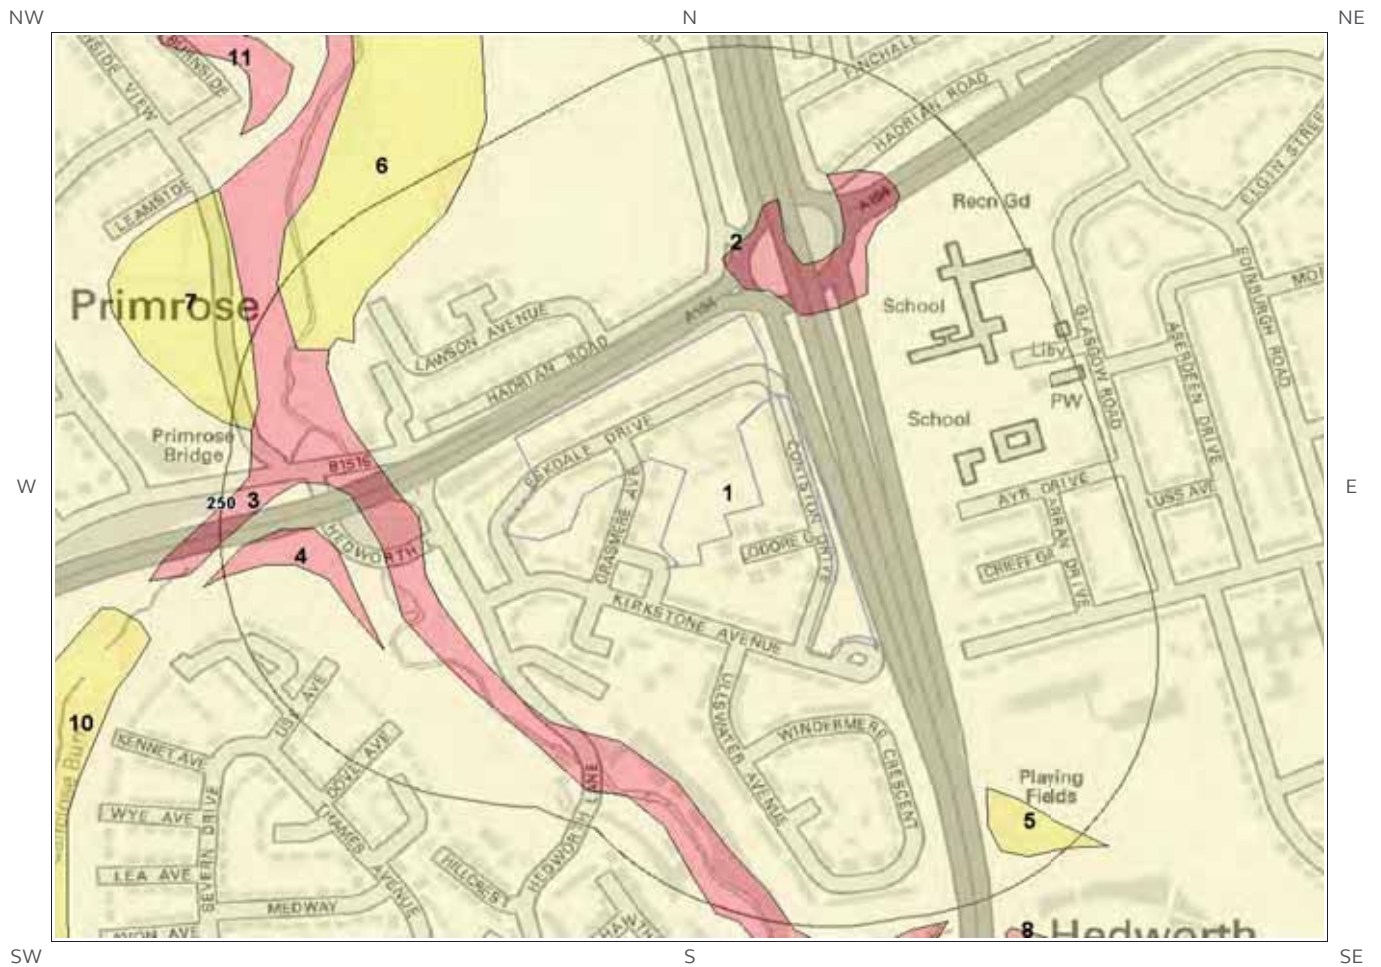 NW
N
NE
11
BURNSIDE
FINCHALE
HADRIAN ROAD
6
ELGIN STREET
LEAMSIDE
A194
Recn Gd
2
EDINBURGH ROAD
7
Primrose
School
A194
LAWSON AVENUE
GLASGOW ROAD
ABERDEEN DRIVE
HADRIAN ROAD
Liby
PW
School
Primrose
Bridge
ESKDALE DRIVE
B1516
CONISTON DRIVE
W
E
250
3
1
AYR DRIVE
LUSS AVE
GRASMERE AVE
ARRAN DRIVE
HEDWORTH
LODORE G
4
CRIEFF GR
KIRKSTONE AVENUE
USK AVE
ULLSWATER AVENUE
10
WINDERMERE CRESCENT
KENNET AVE
DOVE AVE
HEDWORTH LANE
Playing
Fields
WYE AVE
5
THAMES AVENUE
SEVERN DRIVE
LEA AVE
HILLCREST
MEDWAY
AVON AVE
8
Hedworth
SW
S
SE